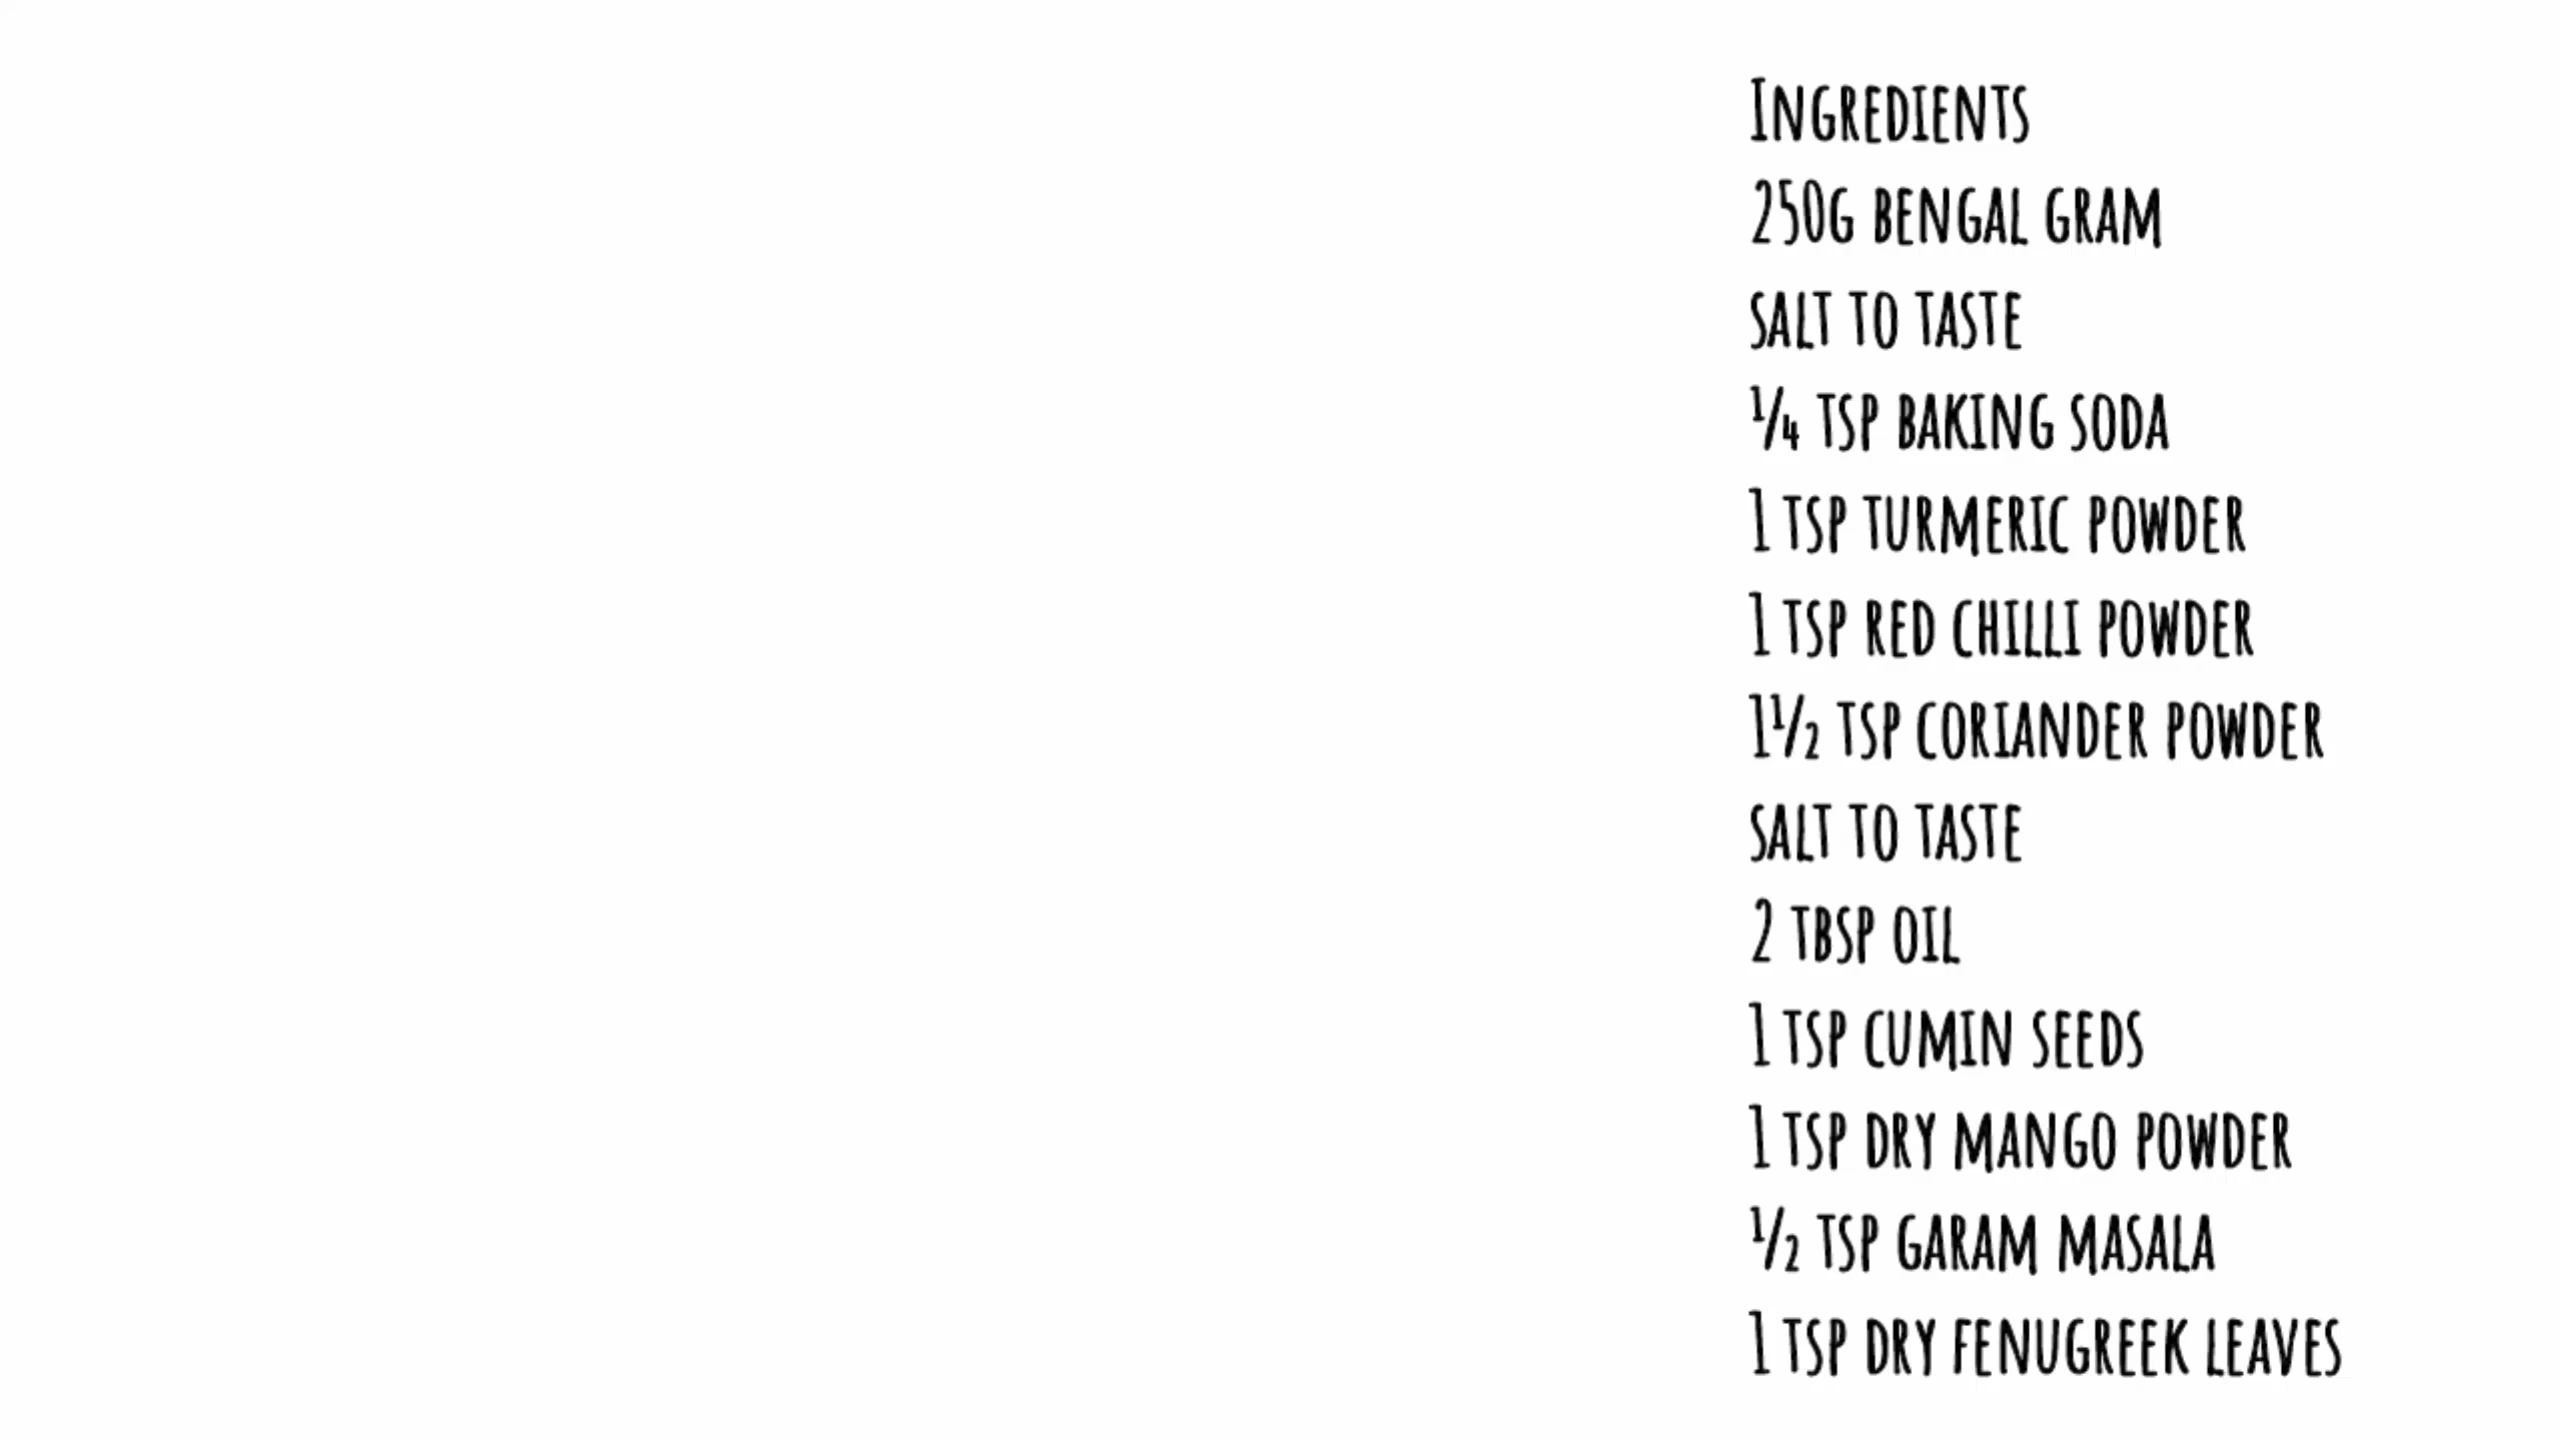 Ingredients
250g bengal gram
salt to taste
¼ tsp baking soda
1 tsp turmeric powder
1 tsp red chilli powder
1½ tsp coriander powder
salt to taste
2 tbsp oil
1 tsp cumin seeds
1 tsp dry mango powder
½ tsp garam masala
1 tsp dry fenugreek leaves